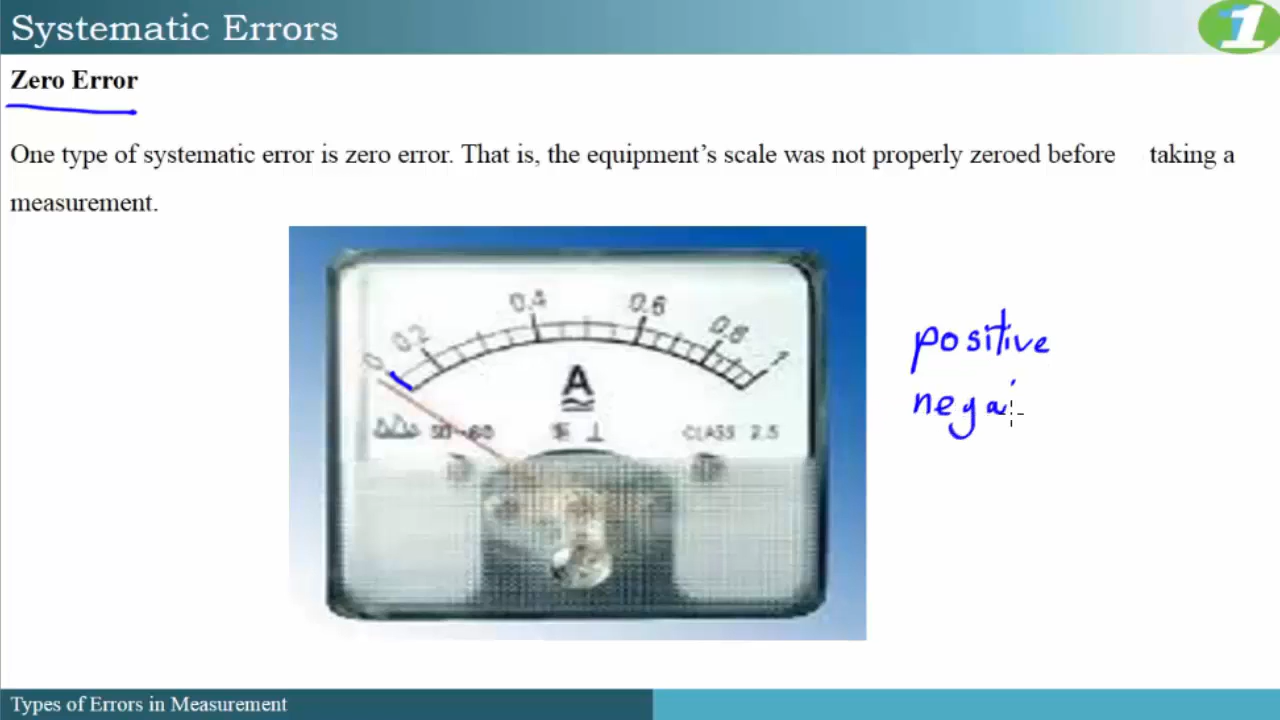 Systematic Errors
1
Zero Error
One type of systematic error is zero error. That is, the equipment's scale was not properly zeroed before taking a
measurement.
0 0.2 0.4 0.6 0.8 1
A
CLASS 2.5
positive
nega
Types of Errors in Measurement